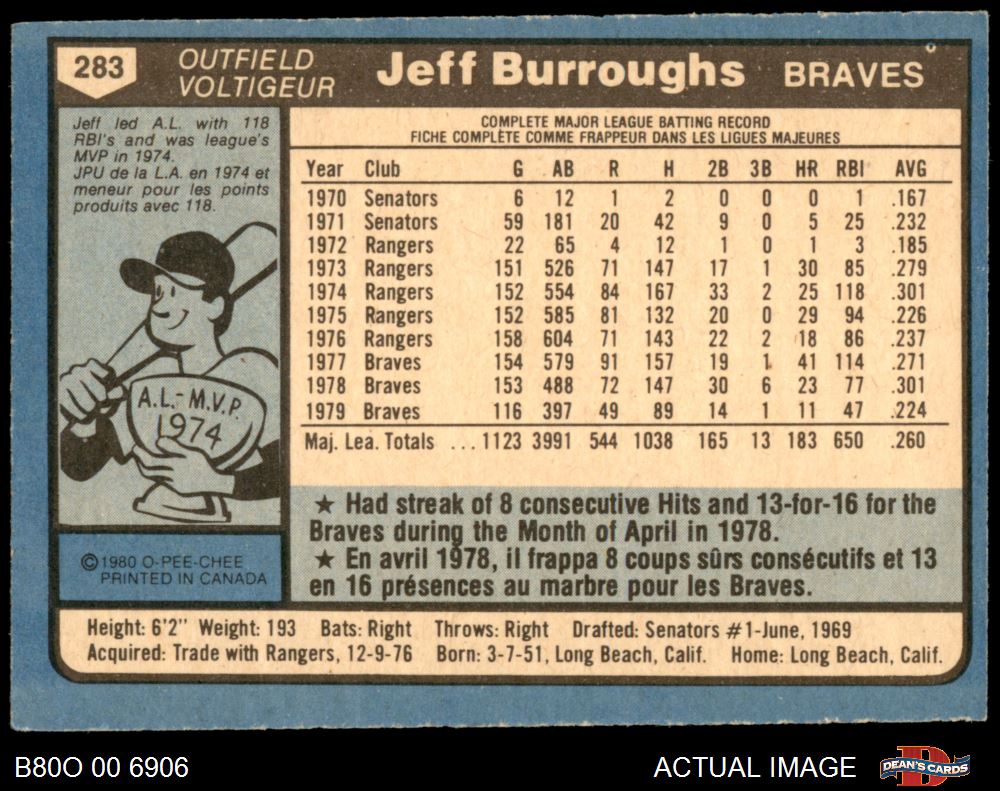 283
OUTFIELD
VOLTIGEUR
Jeff Burroughs
BRAVES
Jeff led A.L. with 118
RBI's and was league's
MVP in 1974.
JPU de la L.A. en 1974 et
meneur pour les points
produits avec 118.
A.L.-M.V.P.
1974
©1980 O-PEE-CHEE
PRINTED IN CANADA
COMPLETE MAJOR LEAGUE BATTING RECORD
FICHE COMPLÈTE COMME FRAPPEUR DANS LES LIGUES MAJEURES
Year Club G AB R H 2B 3B HR RBI AVG
1970 Senators 6 12 1 2 0 0 0 1 .167
1971 Senators 59 181 20 42 9 0 5 25 .232
1972 Rangers 22 65 4 12 1 0 1 3 .185
1973 Rangers 151 526 71 147 17 1 30 85 .279
1974 Rangers 152 554 84 167 33 2 25 118 .301
1975 Rangers 152 585 81 132 20 0 29 94 .226
1976 Rangers 158 604 71 143 22 2 18 86 .237
1977 Braves 154 579 91 157 19 1 41 114 .271
1978 Braves 153 488 72 147 30 6 23 77 .301
1979 Braves 116 397 49 89 14 1 11 47 .224
Maj. Lea. Totals ... 1123 3991 544 1038 165 13 183 650 .260
★ Had streak of 8 consecutive Hits and 13-for-16 for the
Braves during the Month of April in 1978.
★ En avril 1978, il frappa 8 coups sûrs consécutifs et 13
en 16 présences au marbre pour les Braves.
Height: 6'2" Weight: 193 Bats: Right Throws: Right Drafted: Senators #1-June, 1969
Acquired: Trade with Rangers, 12-9-76 Born: 3-7-51, Long Beach, Calif. Home: Long Beach, Calif.
B80O 00 6906
ACTUAL IMAGE
DEAN'S CARDS